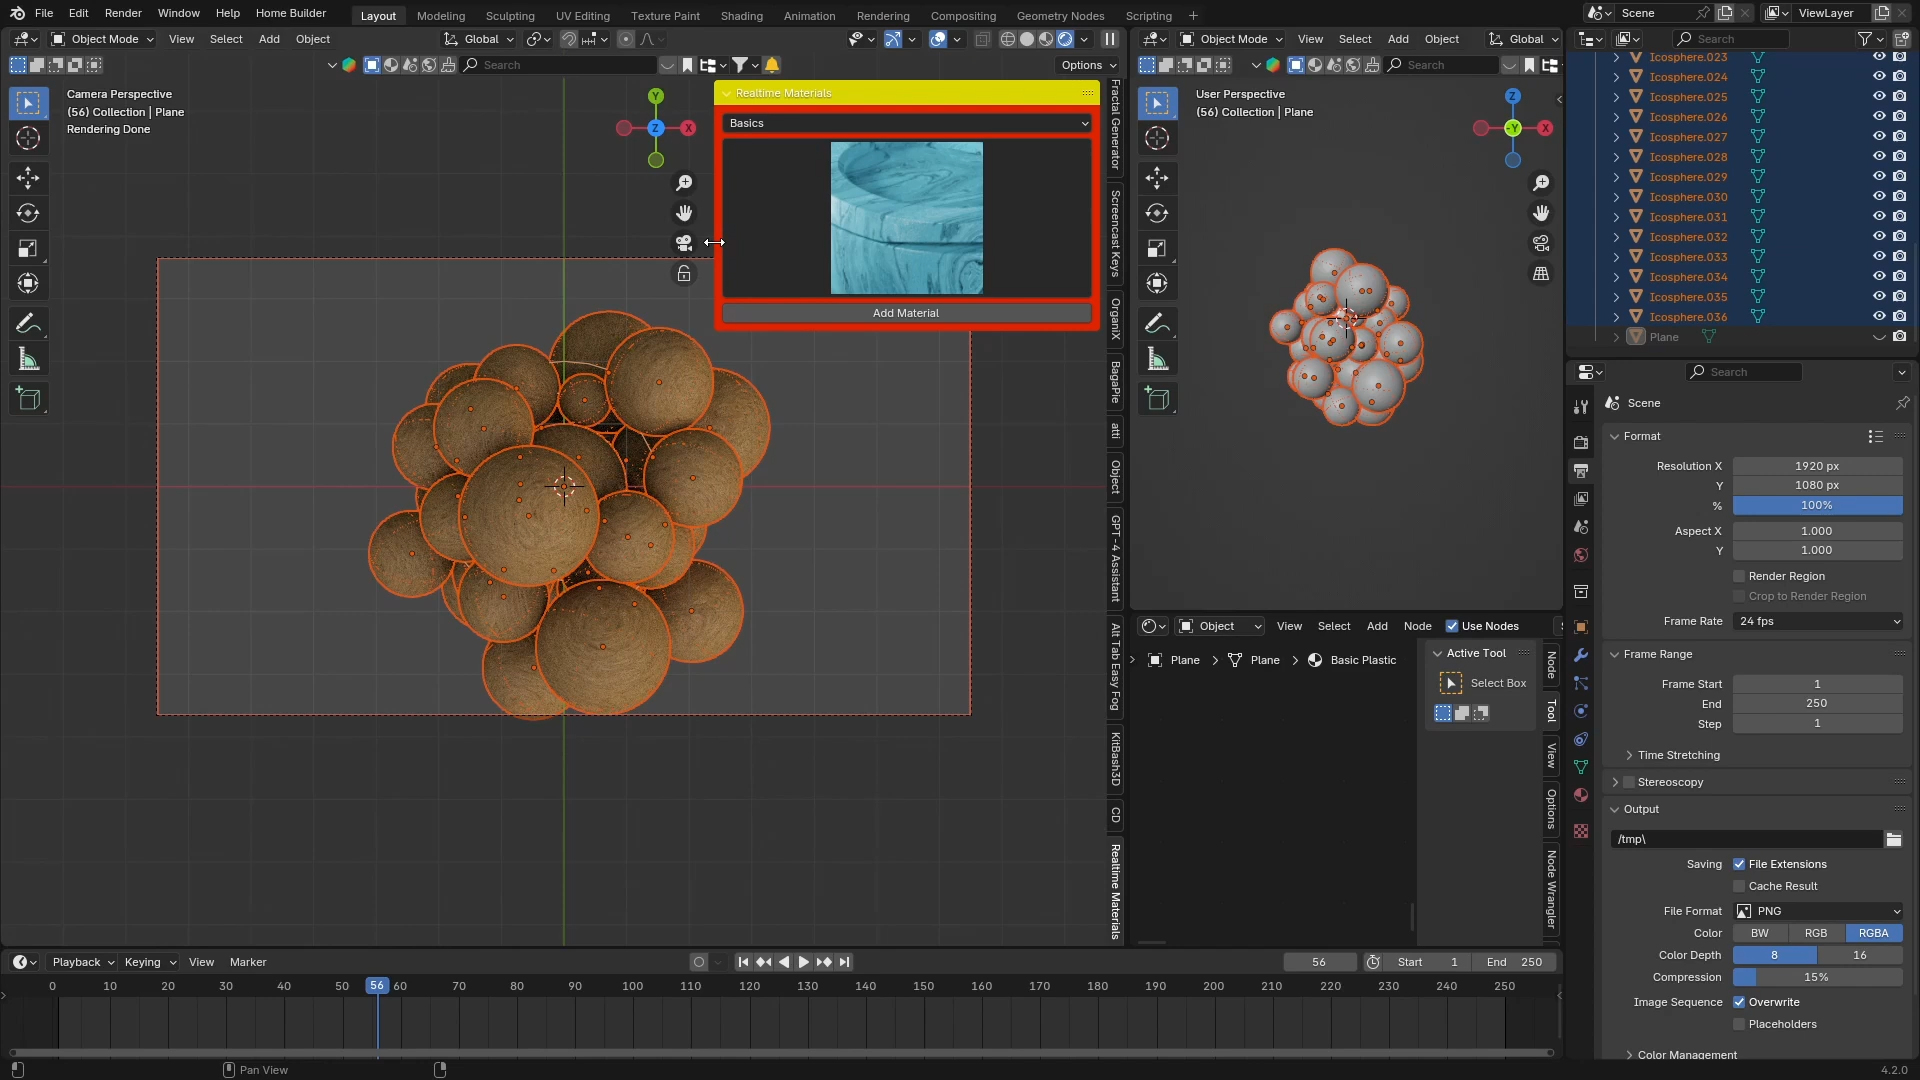 File Edit Render Window Help Home Builder
Layout Modeling Sculpting UV Editing Texture Paint Shading Animation Rendering Compositing Geometry Nodes Scripting +
Scene
ViewLayer
Object Mode View Select Add Object Global
Search
Options
Camera Perspective
(56) Collection | Plane
Rendering Done
Y
Z
X
Realtime Materials
Basics
Add Material
Fractal Generator
Screencast Keys
OrganiX
BagaPie
atti
Object
GPT-4 Assistant
Alt Tab Easy Fog
KitBash3D
CD
Realtime Materials
Object Mode View Select Add Object Global
Search
User Perspective
(56) Collection | Plane
Z
-Y
X
Object View Select Add Node Use Nodes
Plane > Plane > Basic Plastic
Active Tool
Select Box
Node
Tool
View
Options
Node Wrangler
Search
Icosphere.023
Icosphere.024
Icosphere.025
Icosphere.026
Icosphere.027
Icosphere.028
Icosphere.029
Icosphere.030
Icosphere.031
Icosphere.032
Icosphere.033
Icosphere.034
Icosphere.035
Icosphere.036
Plane
Search
Scene
Format
Resolution X 1920 px
Y 1080 px
% 100%
Aspect X 1.000
Y 1.000
Render Region
Crop to Render Region
Frame Rate 24 fps
Frame Range
Frame Start 1
End 250
Step 1
Time Stretching
Stereoscopy
Output
/tmp\
Saving File Extensions
Cache Result
File Format PNG
Color BW RGB RGBA
Color Depth 8 16
Compression 15%
Image Sequence Overwrite
Placeholders
Color Management
Playback Keying View Marker
56 Start 1 End 250
0 10 20 30 40 50 56 60 70 80 90 100 110 120 130 140 150 160 170 180 190 200 210 220 230 240 250
Pan View
4.2.0